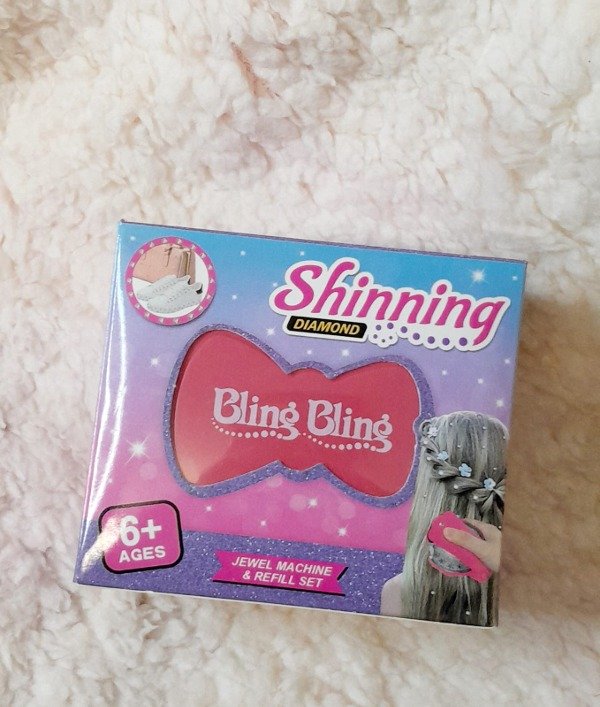 Shinning
DIAMOND
Bling Bling
6+
AGES
JEWEL MACHINE
& REFILL SET